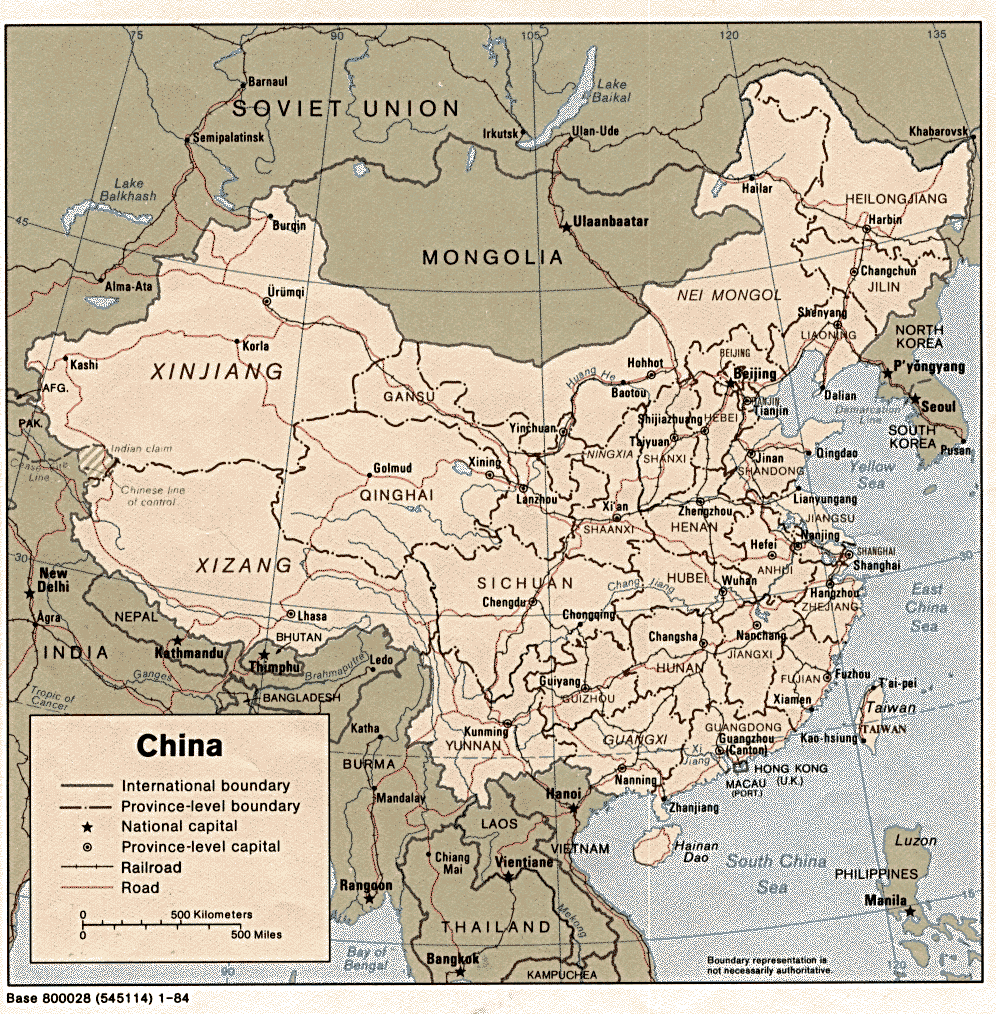 75
90
105
120
135
Barnaul
SOVIET UNION
Lake
Baikal
Irkutsk
Ulan-Ude
Khabarovsk
Semipalatinsk
Lake
Balkhash
Hailar
HEILONGJIANG
45
Burqin
Ulaanbaatar
Harbin
MONGOLIA
Changchun
JILIN
Alma-Ata
Ürümqi
NEI MONGOL
Shenyang
LIAONING
NORTH
KOREA
Korla
Kashi
XINJIANG
Hohhot
BEIJING
Beijing
P'yŏngyang
AFG.
GANSU
Huang He
Baotou
TIANJIN
Tianjin
Dalian
Demarcation
Line
Seoul
SOUTH
KOREA
Pusan
PAK.
Yinchuan
Shijiazhuang
HEBEI
Taiyuan
NINGXIA
SHANXI
Jinan
SHANDONG
Qingdao
Yellow
Sea
Indian claim
Cease-Fire
Line
Chinese line
of control
Golmud
Xining
QINGHAI
Lanzhou
Lianyungang
Xi'an
Zhengzhou
SHAANXI
HENAN
JIANGSU
30
XIZANG
Hefei
Nanjing
ANHUI
SHANGHAI
Shanghai
30
New
Delhi
SICHUAN
Chang Jiang
HUBEI
Wuhan
Hangzhou
ZHEJIANG
East
China
Sea
Chengdu
Lhasa
Chongqing
Agra
NEPAL
BHUTAN
Changsha
Nanchang
JIANGXI
INDIA
Kathmandu
Thimphu
Brahmaputra
Ledo
HUNAN
Ganges
Guiyang
GUIZHOU
FUJIAN
Fuzhou
T'ai-pei
Tropic of
Cancer
BANGLADESH
Xiamen
Taiwan
Katha
Kunming
YUNNAN
GUANGXI
GUANGDONG
Guangzhou
(Canton)
Kao-hsiung
TAIWAN
Xi
Jiang
HONG KONG
(U.K.)
MACAU
(PORT.)
BURMA
Nanning
Mandalay
Hanoi
Zhanjiang
LAOS
VIETNAM
Hainan
Dao
Luzon
Chiang
Mai
Vientiane
South China
Sea
PHILIPPINES
Rangoon
Manila
15
THAILAND
Mekong
Bay of
Bengal
Bangkok
KAMPUCHEA
90
120
China
International boundary
Province-level boundary
National capital
Province-level capital
Railroad
Road
0 500 Kilometers
0 500 Miles
Boundary representation is
not necessarily authoritative.
Base 800028 (545114) 1-84